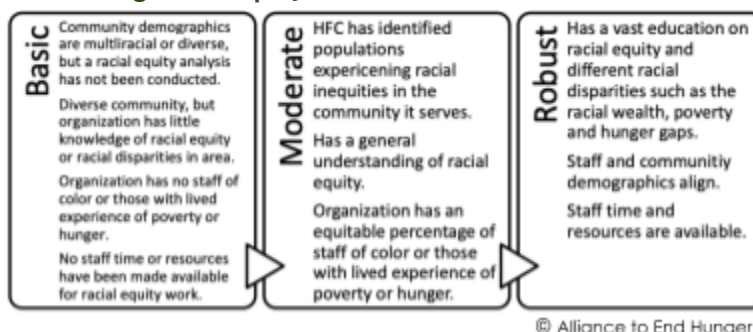 Basic
Community demographics
are multiracial or diverse,
but a racial equity analysis
has not been conducted.
Diverse community, but
organization has little
knowledge of racial equity
or racial disparities in area.
Organization has no staff of
color or those with lived
experience of poverty or
hunger.
No staff time or resources
have been made available
for racial equity work.
Moderate
HFC has identified
populations
expericening racial
inequities in the
community it serves.
Has a general
understanding of racial
equity.
Organization has an
equitable percentage of
staff of color or those
with lived experience of
poverty or hunger.
Robust
Has a vast education on
racial equity and
different racial
disparities such as the
racial wealth, poverty
and hunger gaps.
Staff and communitiy
demographics align.
Staff time and
resources are available.
© Alliance to End Hunger